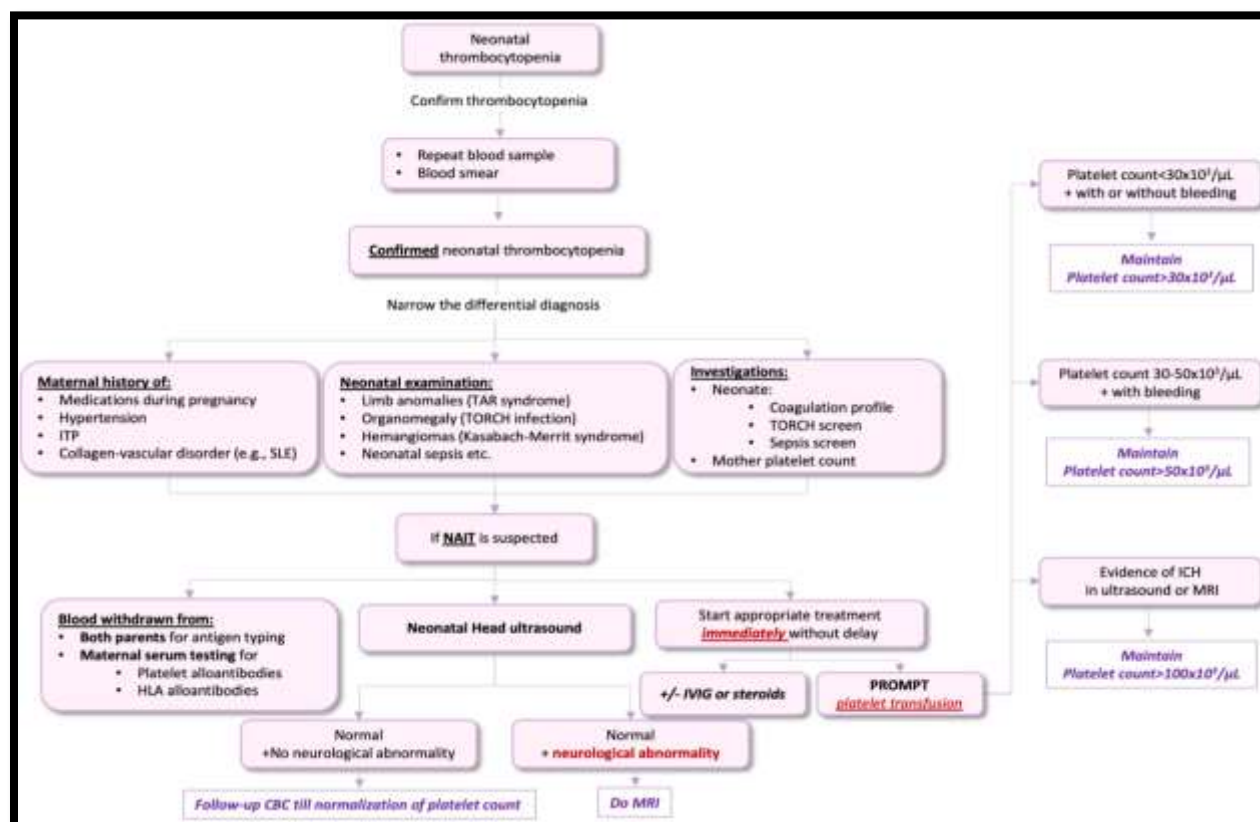 Neonatal
thrombocytopenia
Confirm thrombocytopenia
• Repeat blood sample
• Blood smear
Confirmed neonatal thrombocytopenia
Narrow the differential diagnosis
Maternal history of:
• Medications during pregnancy
• Hypertension
• ITP
• Collagen-vascular disorder (e.g., SLE)
Neonatal examination:
• Limb anomalies (TAR syndrome)
• Organomegaly (TORCH infection)
• Hemangiomas (Kasabach-Merrit syndrome)
• Neonatal sepsis etc.
Investigations:
• Neonate:
• Coagulation profile
• TORCH screen
• Sepsis screen
• Mother platelet count
If NAIT is suspected
Blood withdrawn from:
• Both parents for antigen typing
• Maternal serum testing for
• Platelet alloantibodies
• HLA alloantibodies
Neonatal Head ultrasound
Start appropriate treatment
immediately without delay
+/- IVIG or steroids
PROMPT
platelet transfusion
Normal
+No neurological abnormality
Normal
+ neurological abnormality
Follow-up CBC till normalization of platelet count
Do MRI
Platelet count<30x10³/μL
+ with or without bleeding
Maintain
Platelet count>30x10³/μL
Platelet count 30-50x10³/μL
+ with bleeding
Maintain
Platelet count>50x10³/μL
Evidence of ICH
in ultrasound or MRI
Maintain
Platelet count>100x10³/μL